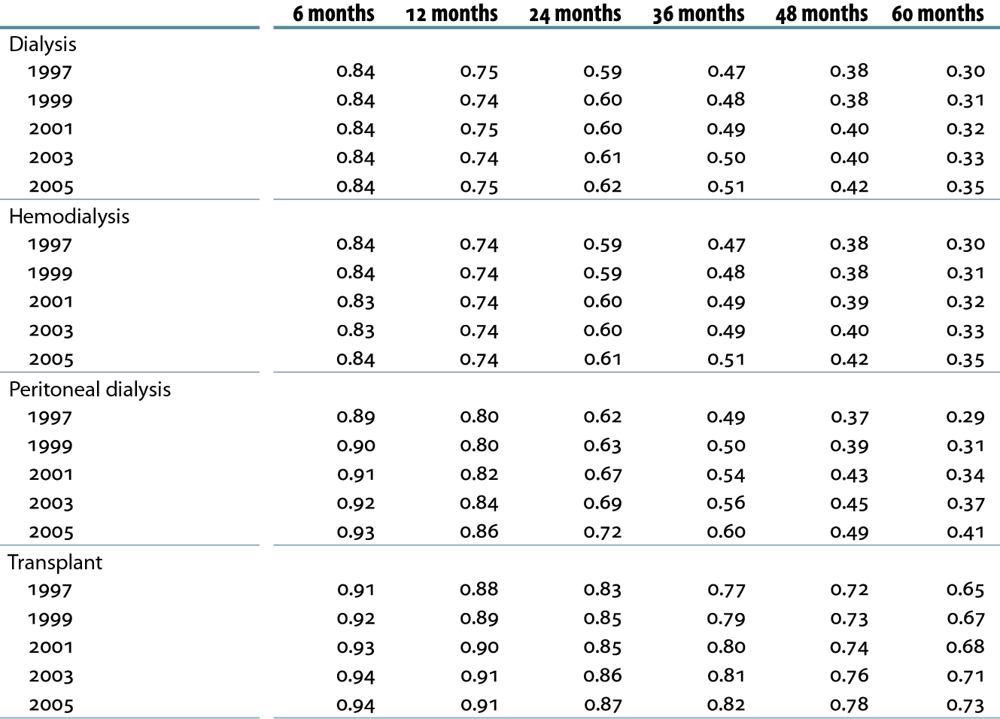 6 months 12 months 24 months 36 months 48 months 60 months
Dialysis
1997 0.84 0.75 0.59 0.47 0.38 0.30
1999 0.84 0.74 0.60 0.48 0.38 0.31
2001 0.84 0.75 0.60 0.49 0.40 0.32
2003 0.84 0.74 0.61 0.50 0.40 0.33
2005 0.84 0.75 0.62 0.51 0.42 0.35
Hemodialysis
1997 0.84 0.74 0.59 0.47 0.38 0.30
1999 0.84 0.74 0.59 0.48 0.38 0.31
2001 0.83 0.74 0.60 0.49 0.39 0.32
2003 0.83 0.74 0.60 0.49 0.40 0.33
2005 0.84 0.74 0.61 0.51 0.42 0.35
Peritoneal dialysis
1997 0.89 0.80 0.62 0.49 0.37 0.29
1999 0.90 0.80 0.63 0.50 0.39 0.31
2001 0.91 0.82 0.67 0.54 0.43 0.34
2003 0.92 0.84 0.69 0.56 0.45 0.37
2005 0.93 0.86 0.72 0.60 0.49 0.41
Transplant
1997 0.91 0.88 0.83 0.77 0.72 0.65
1999 0.92 0.89 0.85 0.79 0.73 0.67
2001 0.93 0.90 0.85 0.80 0.74 0.68
2003 0.94 0.91 0.86 0.81 0.76 0.71
2005 0.94 0.91 0.87 0.82 0.78 0.73